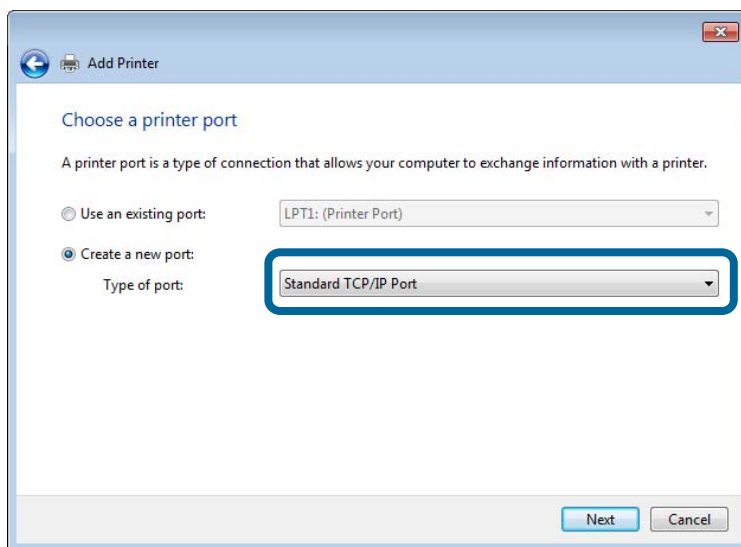 Add Printer
Choose a printer port
A printer port is a type of connection that allows your computer to exchange information with a printer.
Use an existing port: LPT1: (Printer Port)
Create a new port:
Type of port: Standard TCP/IP Port
Next Cancel